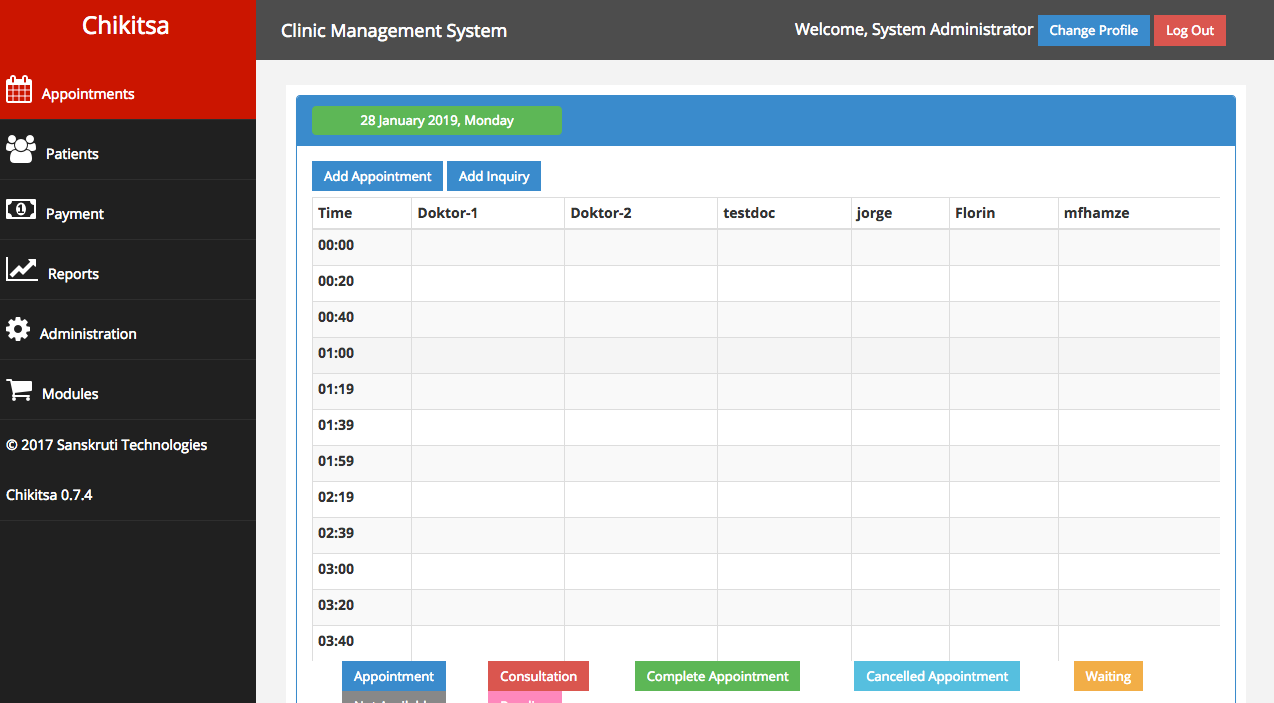 Chikitsa
Clinic Management System
Welcome, System Administrator Change Profile Log Out
Appointments
Patients
Payment
Reports
Administration
Modules
© 2017 Sanskruti Technologies
Chikitsa 0.7.4
28 January 2019, Monday
Add Appointment Add Inquiry
Time Doktor-1 Doktor-2 testdoc jorge Florin mfhamze
00:00
00:20
00:40
01:00
01:19
01:39
01:59
02:19
02:39
03:00
03:20
03:40
Appointment Consultation Complete Appointment Cancelled Appointment Waiting